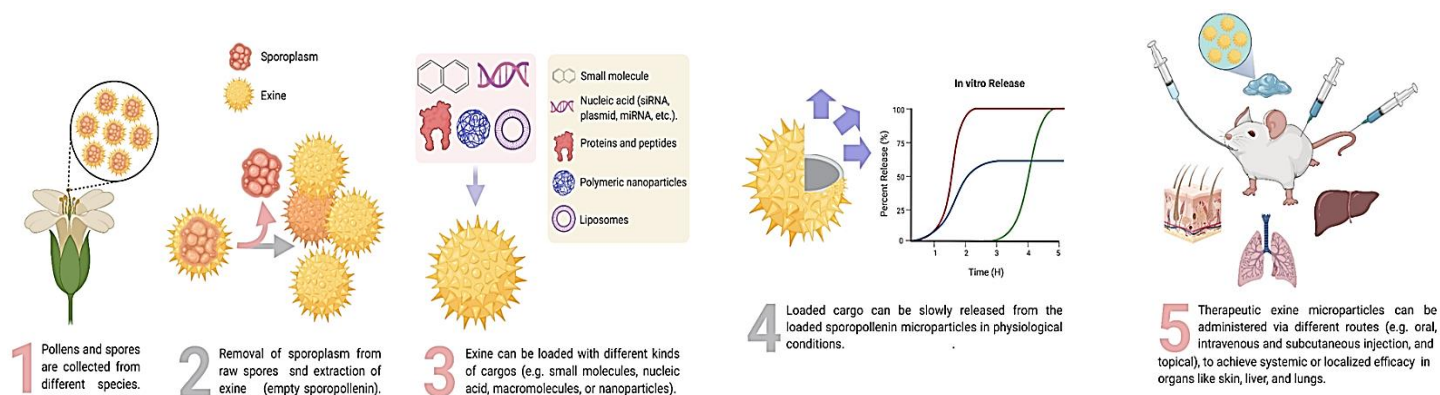 Sporoplasm
Exine
1
Pollens and spores
are collected from
different species.
2
Removal of sporoplasm from
raw spores snd extraction of
exine (empty sporopollenin).
Small molecule
Nucleic acid (siRNA,
plasmid, miRNA, etc.).
Proteins and peptides
Polymeric nanoparticles
Liposomes
3
Exine can be loaded with different kinds
of cargos (e.g. small molecules, nucleic
acid, macromolecules, or nanoparticles).
In vitro Release
Percent Release (%)
100
75
50
25
0
1 2 3 4 5
Time (H)
4
Loaded cargo can be slowly released from the
loaded sporopollenin microparticles in physiological
conditions.
5
Therapeutic exine microparticles can be
administered via different routes (e.g. oral,
intravenous and subcutaneous injection, and
topical), to achieve systemic or localized efficacy in
organs like skin, liver, and lungs.